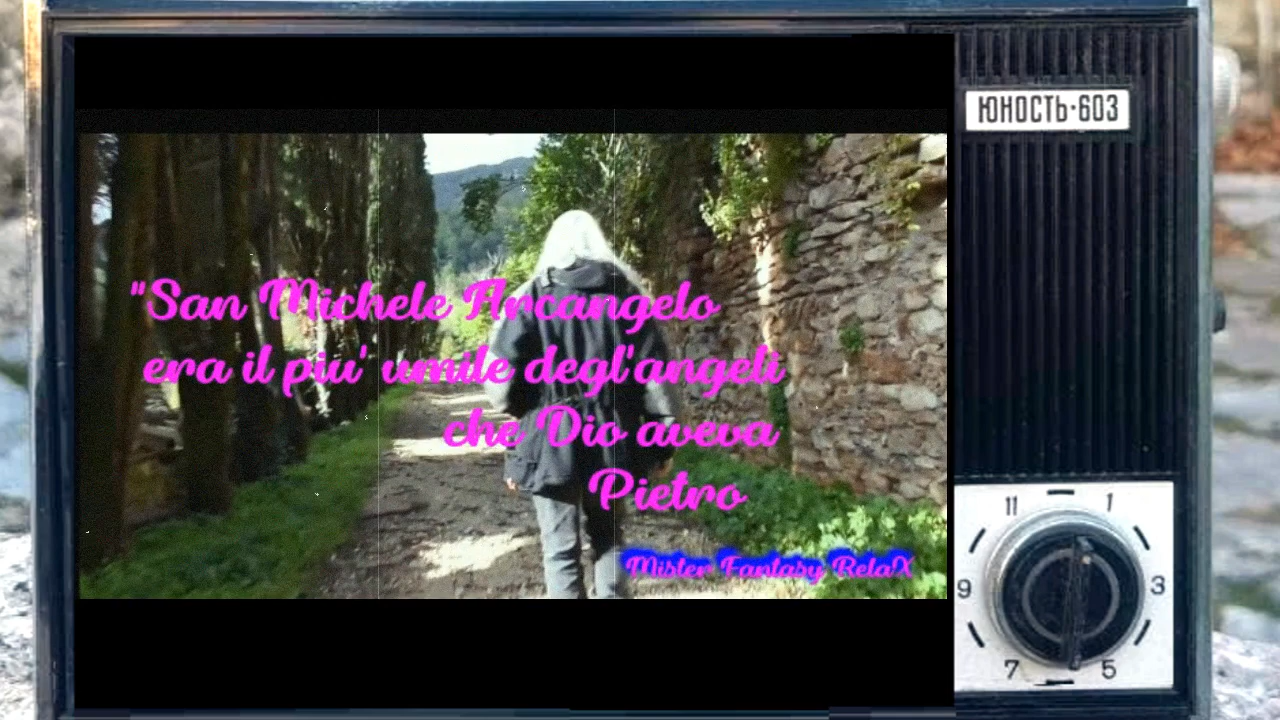 ЮНОСТЬ·603
"San Michele Arcangelo
era il piu' umile degl'angeli
che Dio aveva
Pietro
Mister Fantasy RelaX
11 1
9 3
7 5